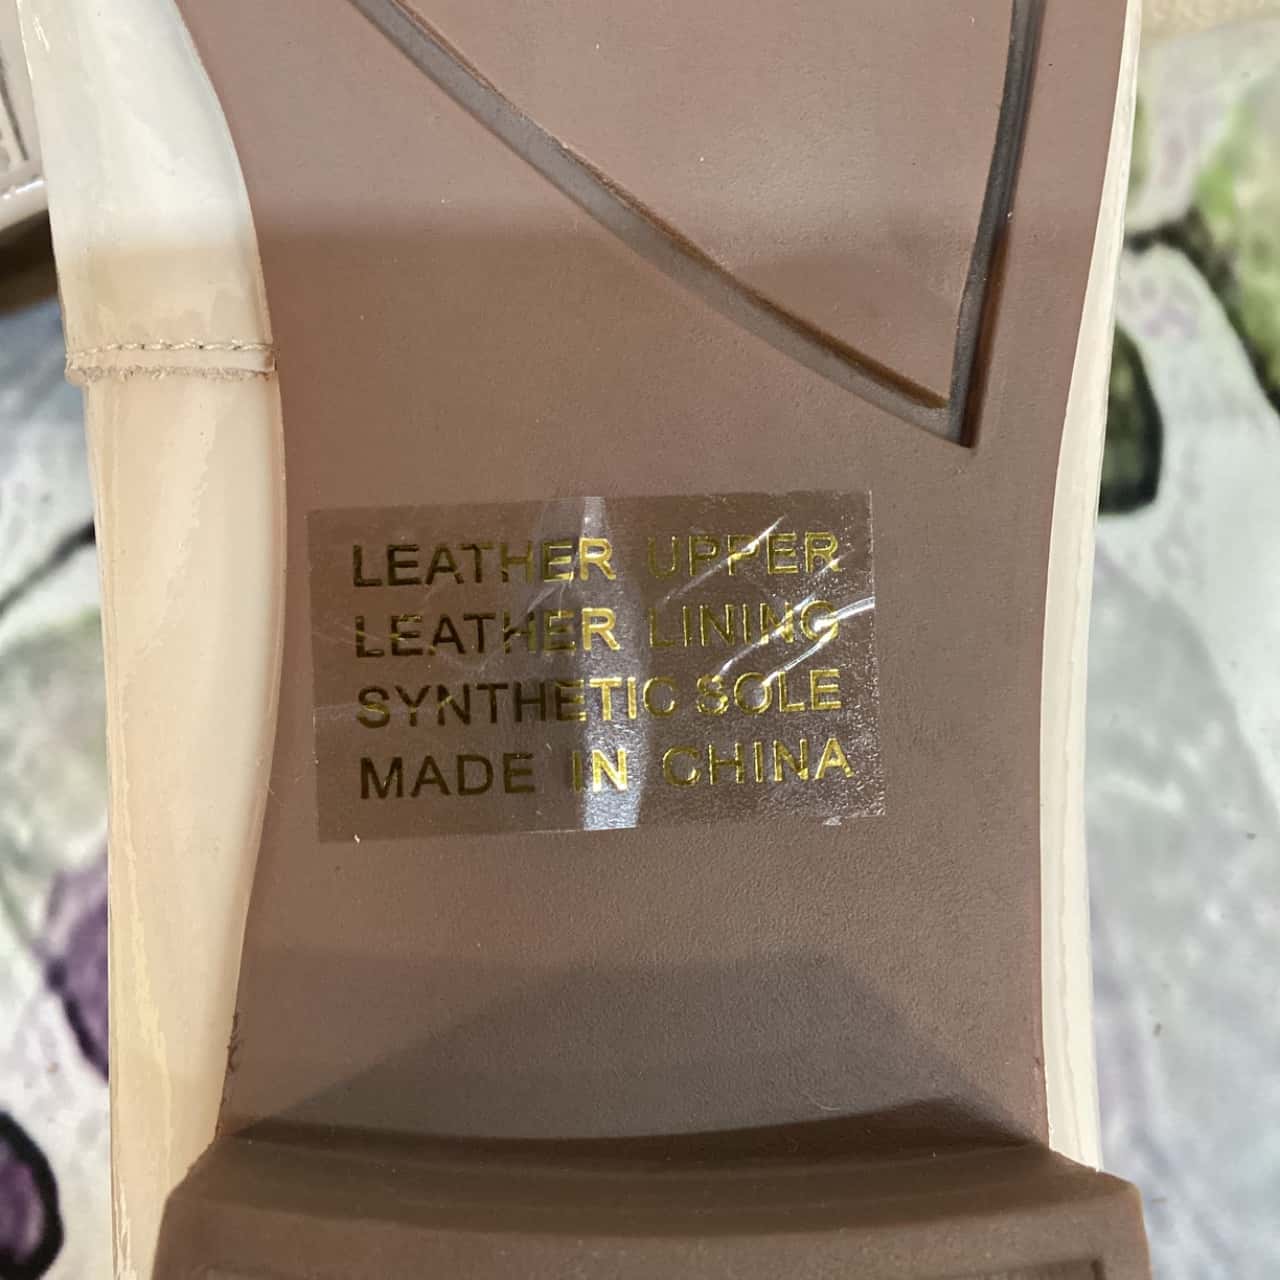 LEATHER UPPER
LEATHER LINING
SYNTHETIC SOLE
MADE IN CHINA